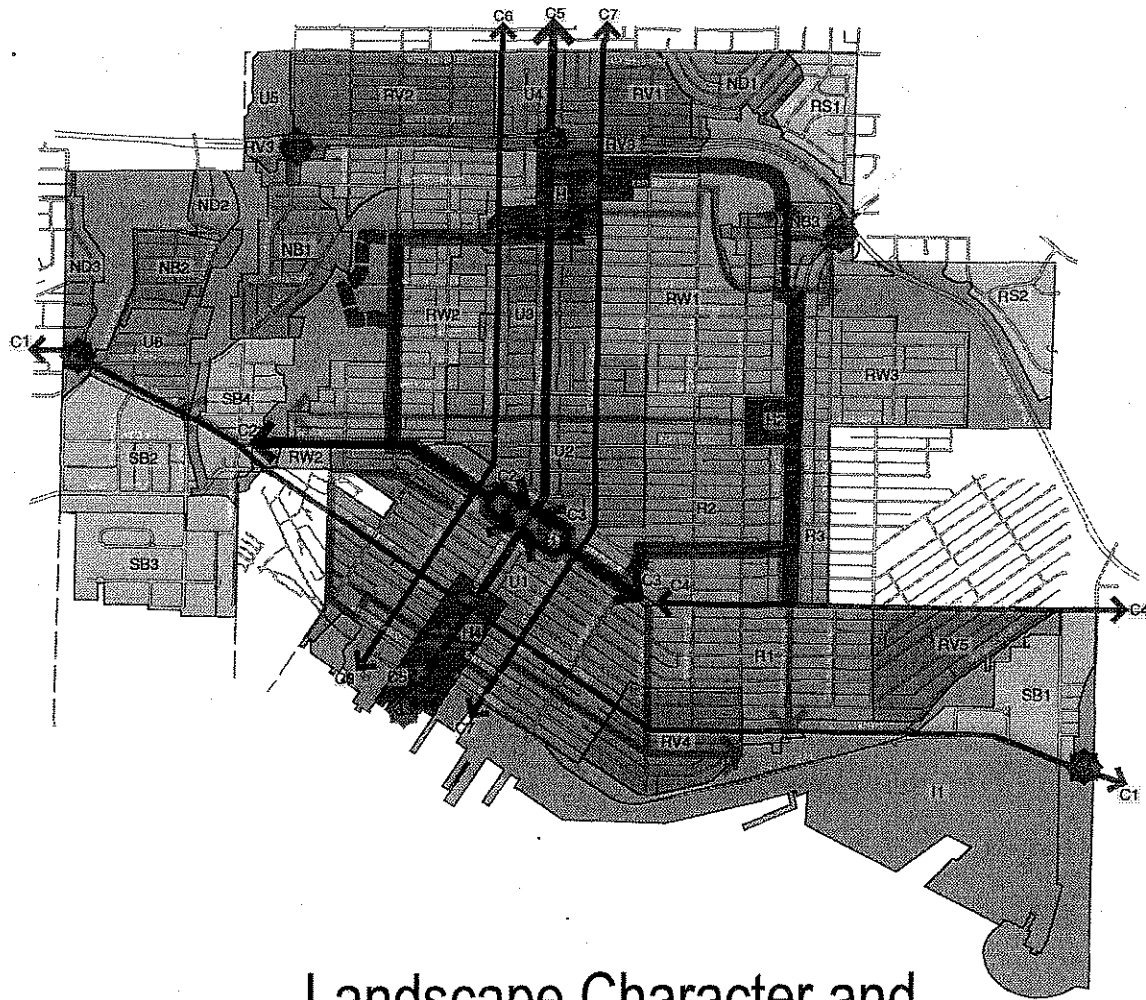 C6 C5 C7
U5 RV2 U4 RV1 ND1 RS1
RV3 RV3
H
ND2 NB3
NB1
ND3 NB2
RS2
RW2 U3 RW1
C1 U6
RW3
SB4
C2
RW2 U2
SB2
R2
R3
SB3
U1 C3 C4
C4
R1 RV5
SB1
C5
RV4
I1
C1
Landscape Character and